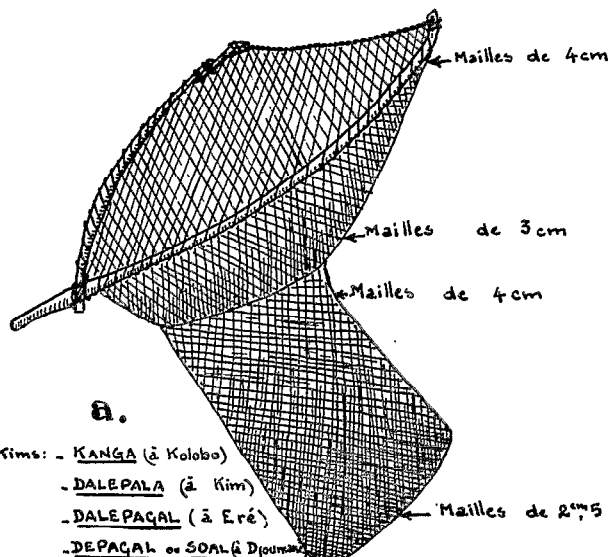 Mailles de 4cm
Mailles de 3cm
Mailles de 4cm
a.
Kims: - KANGA (à Kolobo)
- DALEPALA (à Kim)
- DALEPAGAL (à Eré)
- DEPAGAL ou SOAL (à Djouman
Mailles de 2cm,5